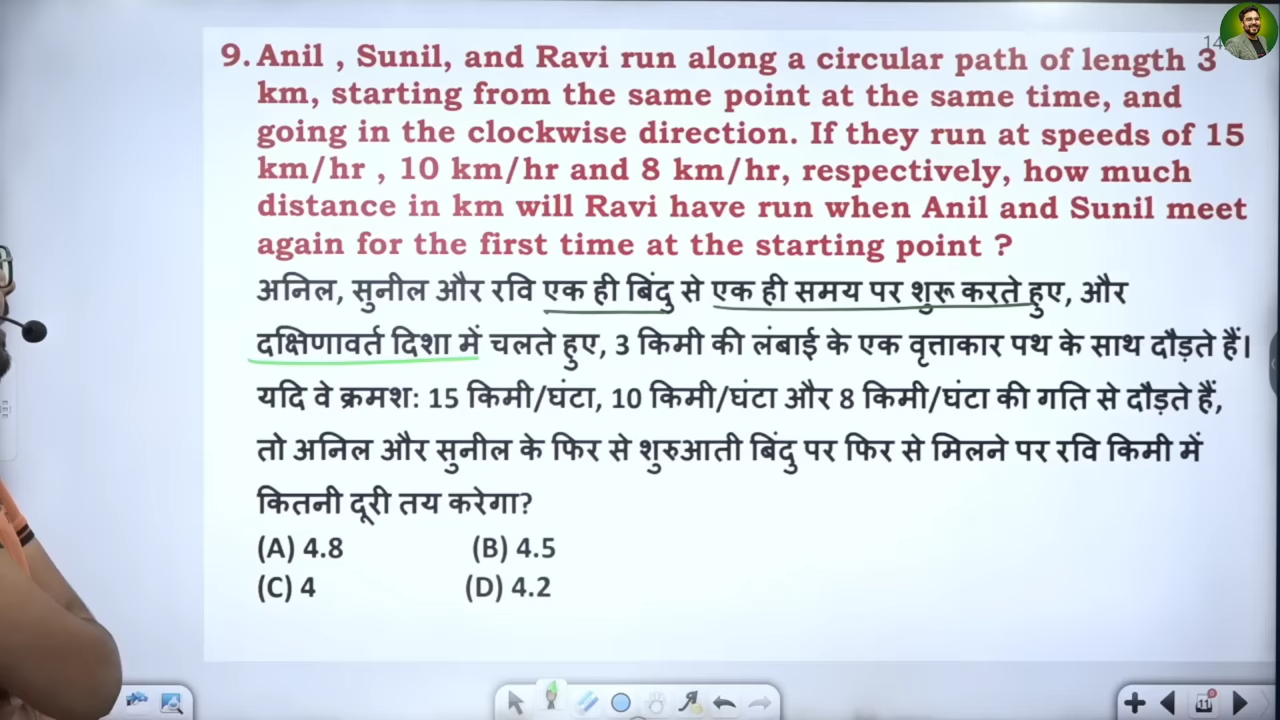 9. Anil , Sunil, and Ravi run along a circular path of length 3
km, starting from the same point at the same time, and
going in the clockwise direction. If they run at speeds of 15
km/hr , 10 km/hr and 8 km/hr, respectively, how much
distance in km will Ravi have run when Anil and Sunil meet
again for the first time at the starting point ?
अनिल, सुनील और रवि एक ही बिंदु से एक ही समय पर शुरू करते हुए, और
दक्षिणावर्त दिशा में चलते हुए, 3 किमी की लंबाई के एक वृत्ताकार पथ के साथ दौड़ते हैं।
यदि वे क्रमश: 15 किमी/घंटा, 10 किमी/घंटा और 8 किमी/घंटा की गति से दौड़ते हैं,
तो अनिल और सुनील के फिर से शुरुआती बिंदु पर फिर से मिलने पर रवि किमी में
कितनी दूरी तय करेगा?
(A) 4.8 (B) 4.5
(C) 4 (D) 4.2
11